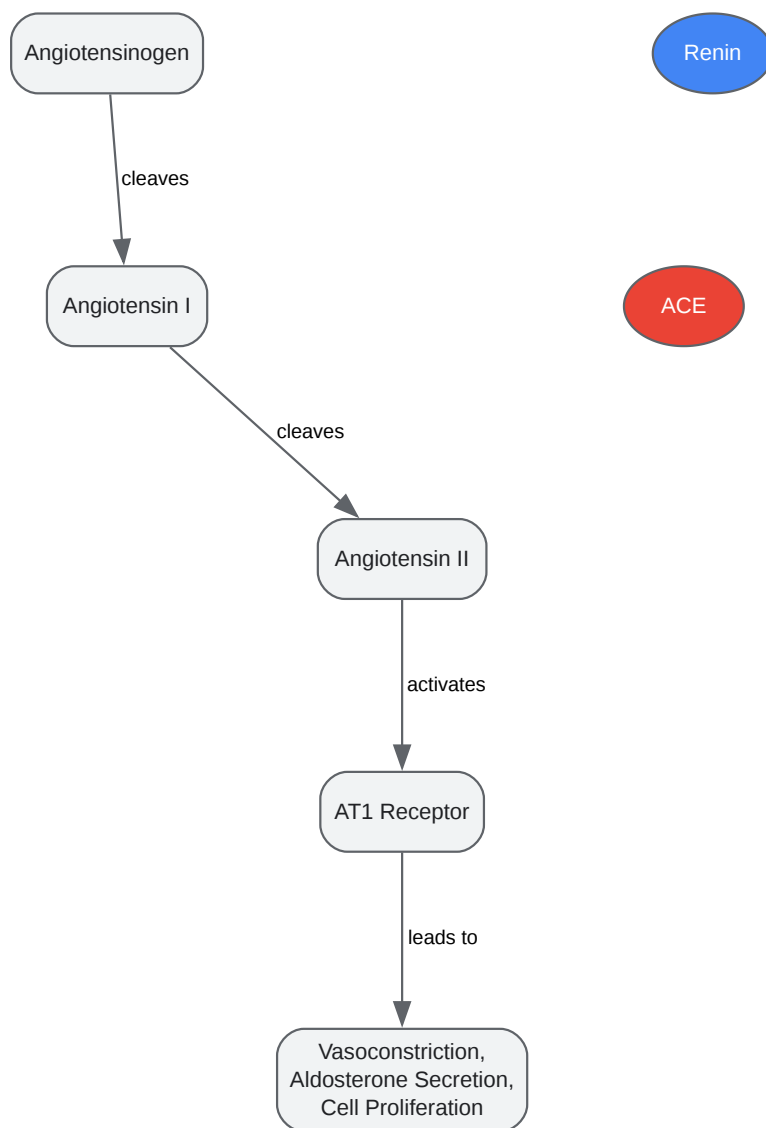 Angiotensinogen
Renin
cleaves
Angiotensin I
ACE
cleaves
Angiotensin II
activates
AT1 Receptor
leads to
Vasoconstriction,
Aldosterone Secretion,
Cell Proliferation